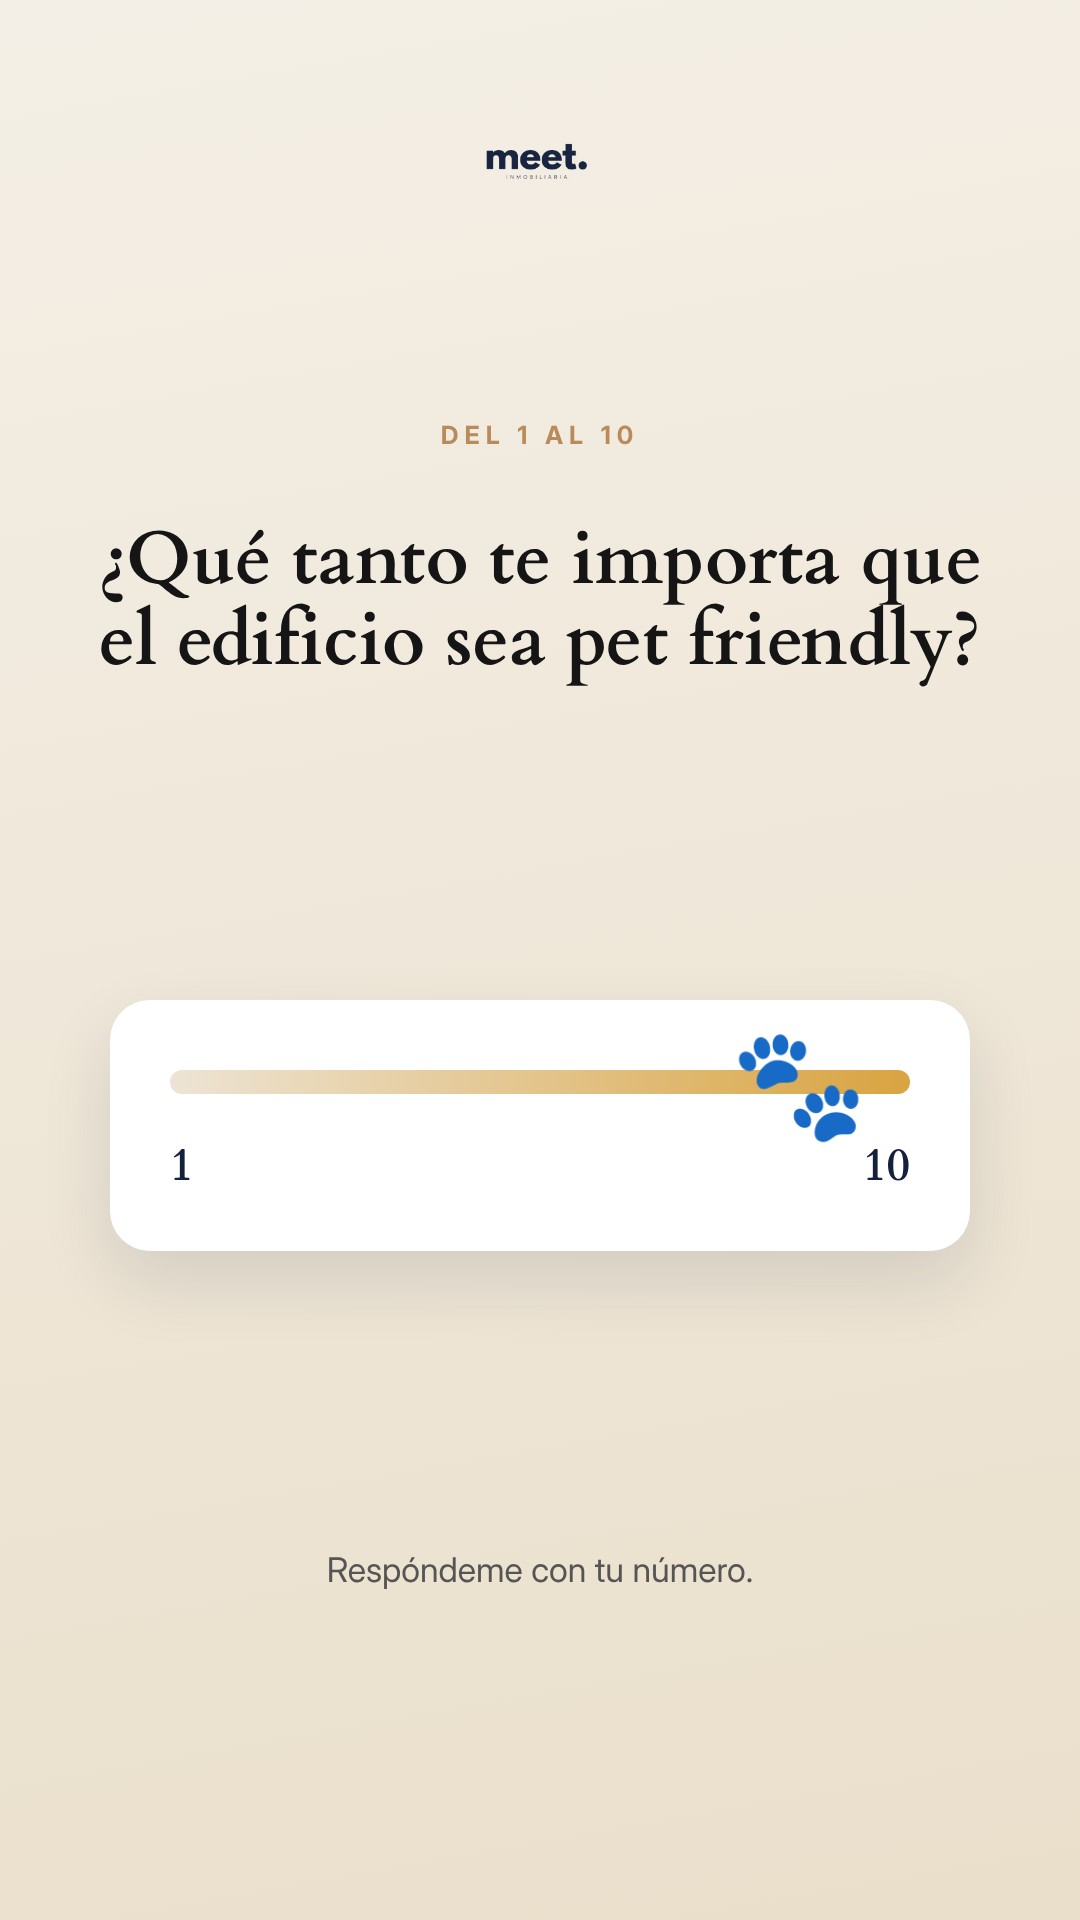 meet.
INMOBILIARIA
DEL 1 AL 10
¿Qué tanto te importa que
el edificio sea pet friendly?
1
10
Respóndeme con tu número.